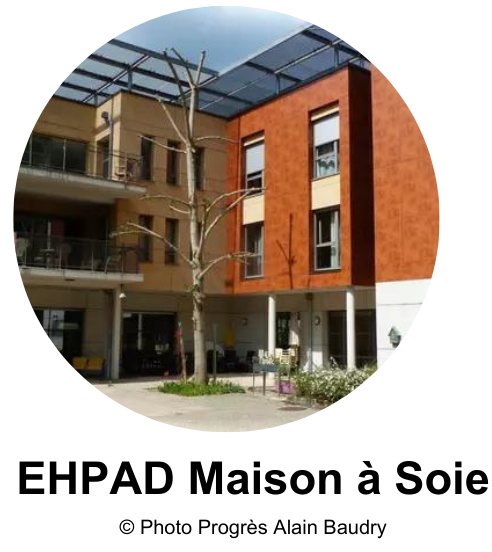 EHPAD Maison à Soie
© Photo Progrès Alain Baudry